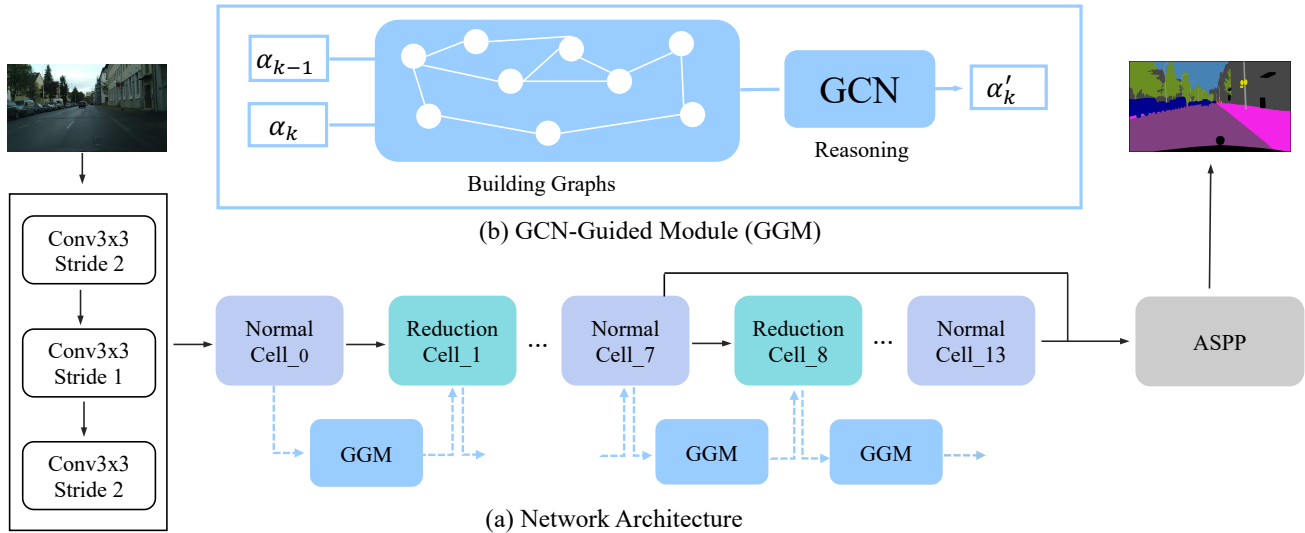 α_{k−1}
α_k
GCN
α′_k
Reasoning
Building Graphs
(b) GCN-Guided Module (GGM)
Conv3x3
Stride 2
Conv3x3
Stride 1
Conv3x3
Stride 2
Normal
Cell_0
Reduction
Cell_1
...
Normal
Cell_7
Reduction
Cell_8
...
Normal
Cell_13
ASPP
GGM
GGM
GGM
(a) Network Architecture